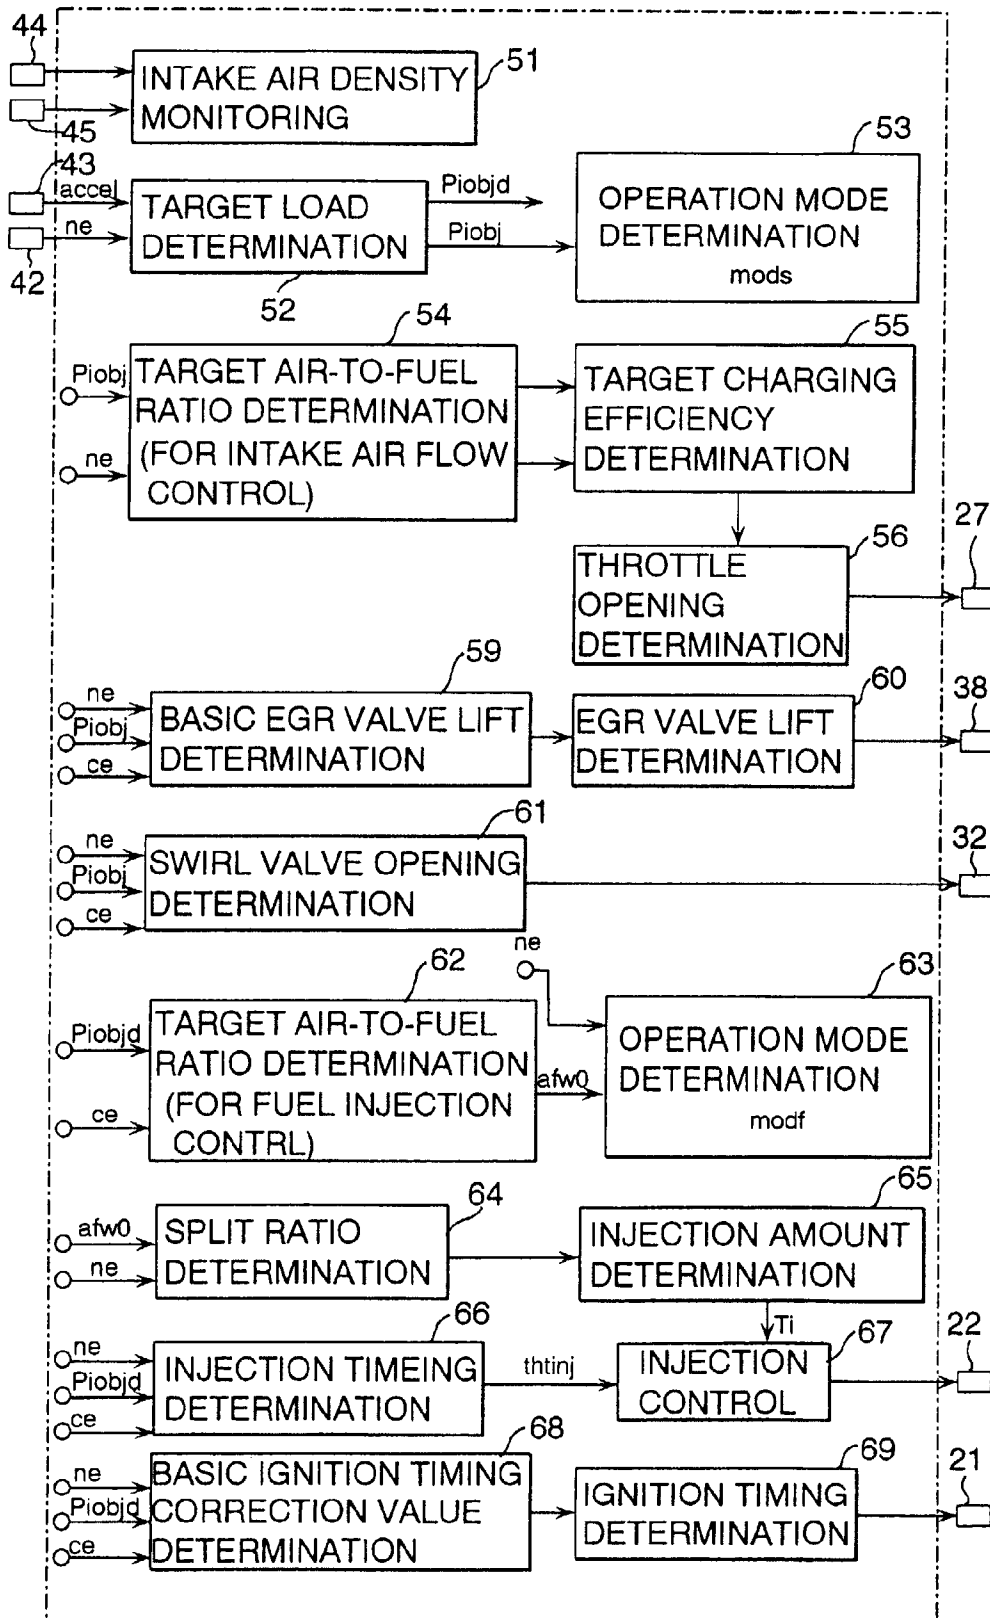 44
INTAKE AIR DENSITY
MONITORING
51
45
43
accel
ne
42
TARGET LOAD
DETERMINATION
52
Piobjd
Piobj
53
OPERATION MODE
DETERMINATION
mods
54
Piobj
ne
TARGET AIR-TO-FUEL
RATIO DETERMINATION
(FOR INTAKE AIR FLOW
CONTROL)
55
TARGET CHARGING
EFFICIENCY
DETERMINATION
56
THROTTLE
OPENING
DETERMINATION
27
59
ne
Piobj
ce
BASIC EGR VALVE LIFT
DETERMINATION
60
EGR VALVE LIFT
DETERMINATION
38
61
ne
Piobj
ce
SWIRL VALVE OPENING
DETERMINATION
32
62
Piobjd
ce
TARGET AIR-TO-FUEL
RATIO DETERMINATION
(FOR FUEL INJECTION
CONTRL)
ne
afw0
63
OPERATION MODE
DETERMINATION
modf
64
afw0
ne
SPLIT RATIO
DETERMINATION
65
INJECTION AMOUNT
DETERMINATION
Ti
66
ne
Piobjd
ce
INJECTION TIMEING
DETERMINATION
thtinj
67
INJECTION
CONTROL
22
68
ne
Piobjd
ce
BASIC IGNITION TIMING
CORRECTION VALUE
DETERMINATION
69
IGNITION TIMING
DETERMINATION
21